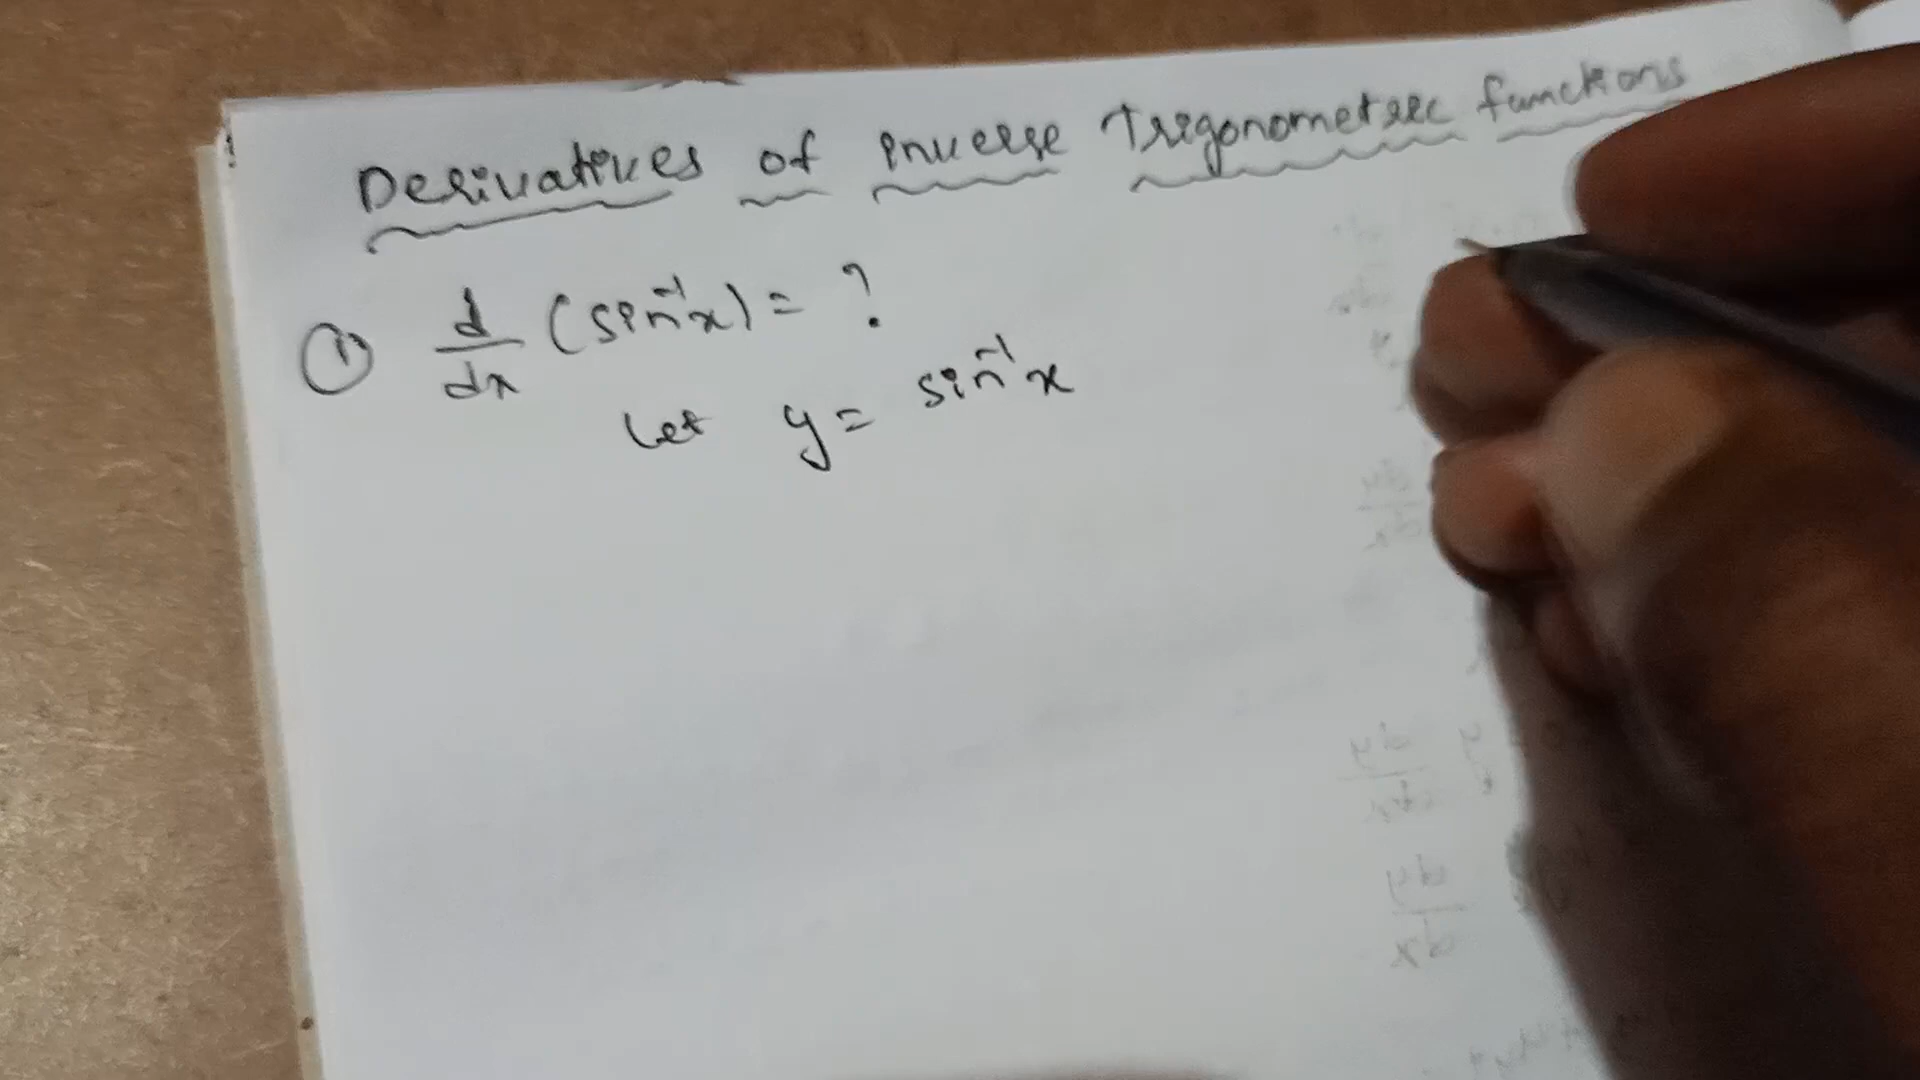 Derivatives of inverse Trigonometric functions
① d/dx (sin⁻¹x) = ?
Let y = sin⁻¹x